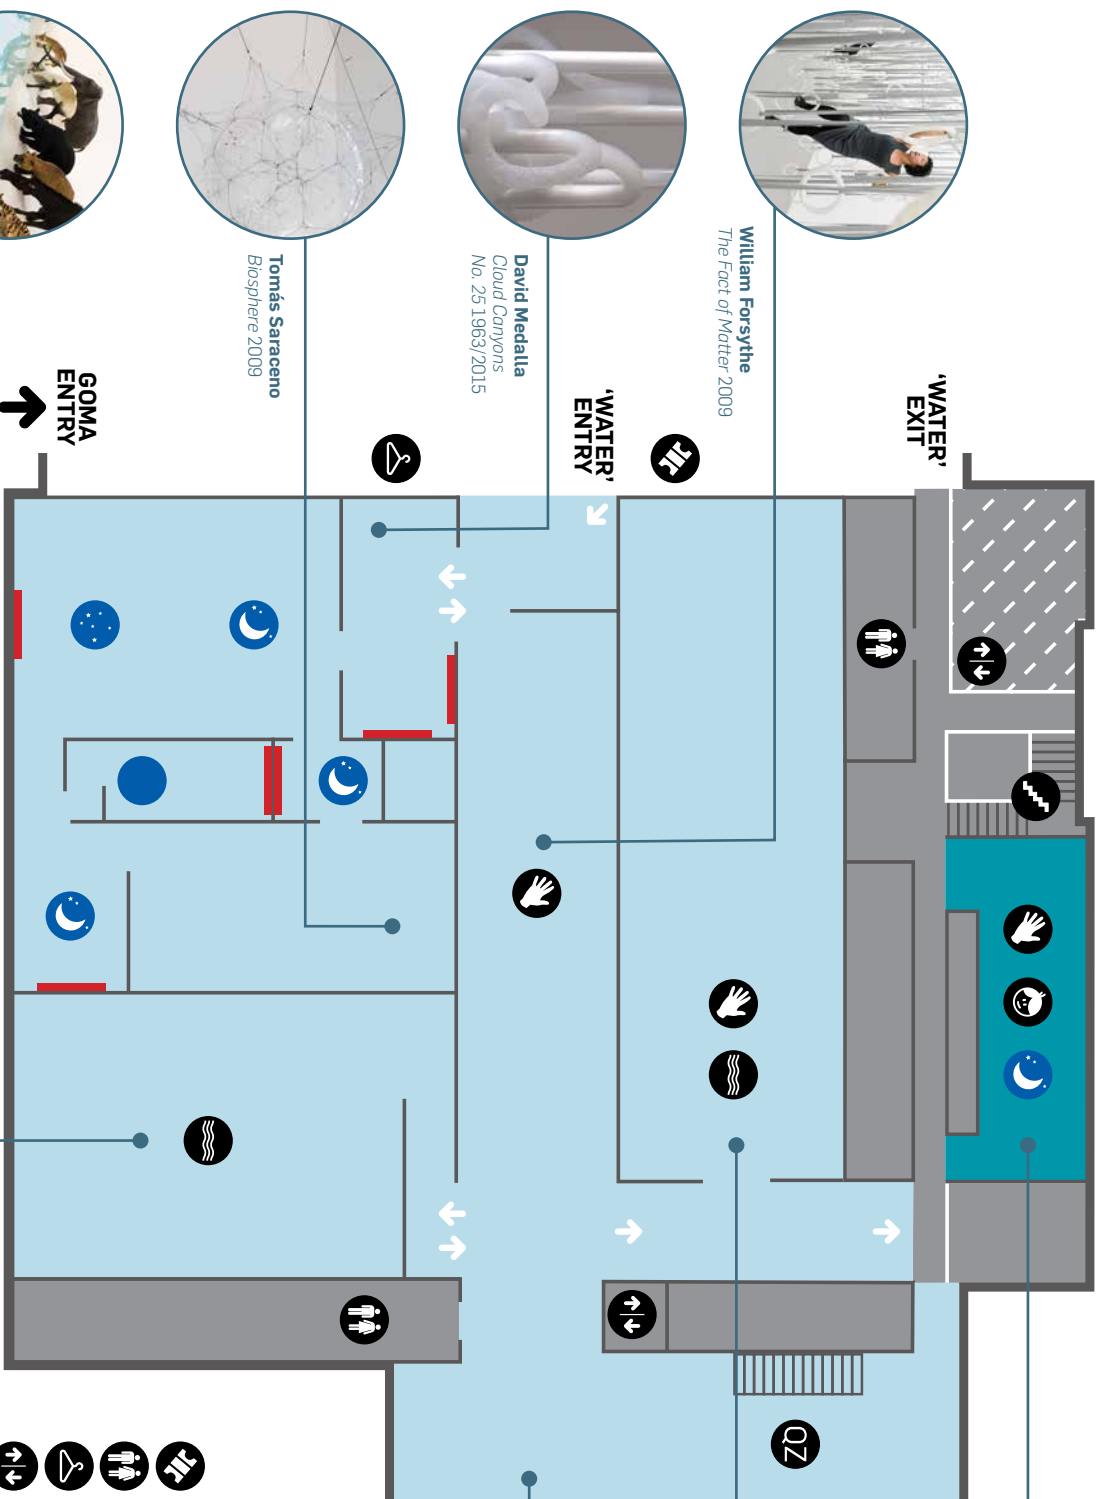 GOMA
ENTRY
Tomás Saraceno
Biosphere 2009
David Medalla
Cloud Canyons
No. 25 1963/2015
'WATER'
ENTRY
William Forsythe
The Fact of Matter 2009
'WATER'
EXIT
QZ